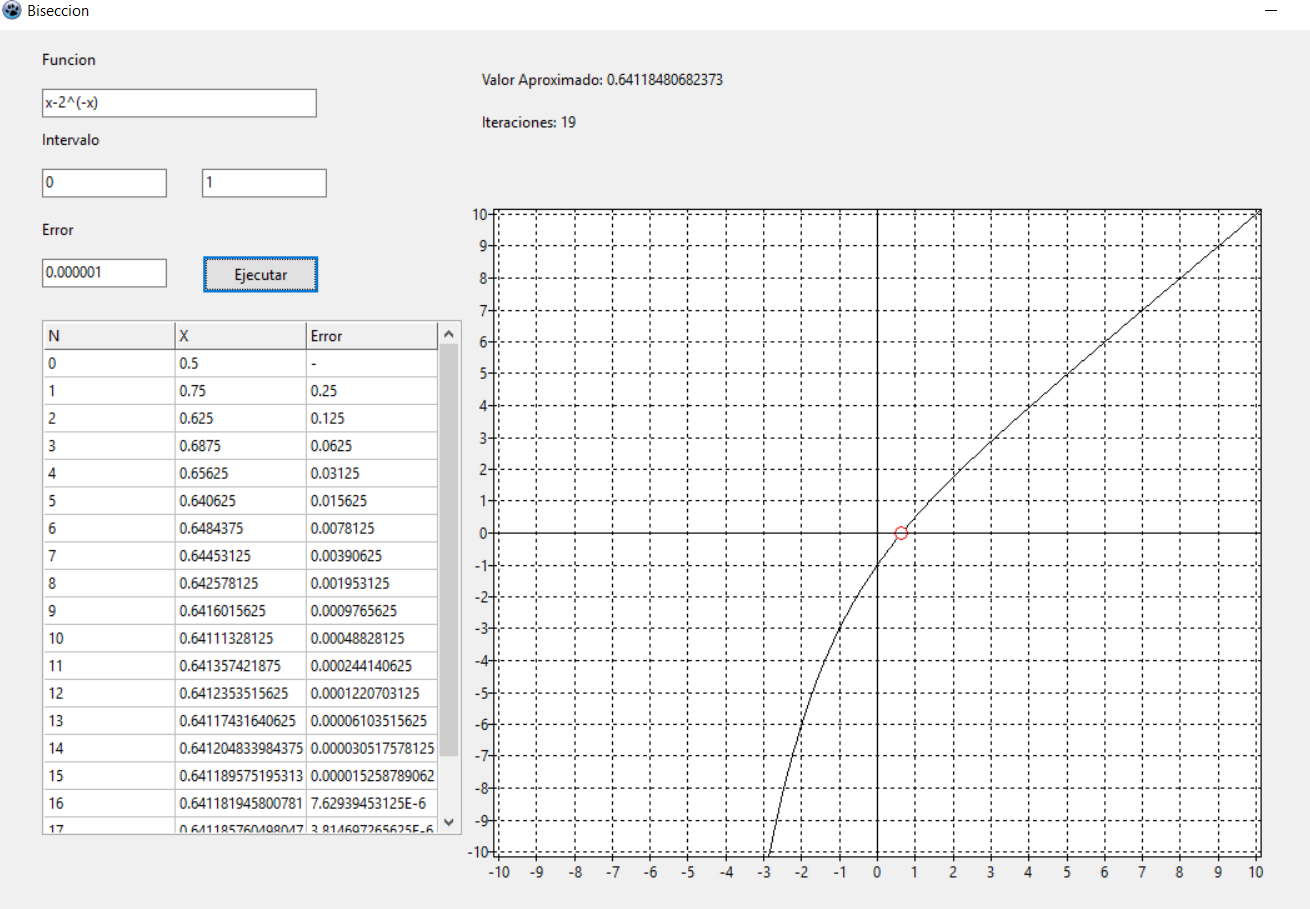 Biseccion
Funcion
x-2^(-x)
Intervalo
0 1
Error
0.000001 Ejecutar
Valor Aproximado: 0.64118480682373
Iteraciones: 19
N X Error
0 0.5 -
1 0.75 0.25
2 0.625 0.125
3 0.6875 0.0625
4 0.65625 0.03125
5 0.640625 0.015625
6 0.6484375 0.0078125
7 0.64453125 0.00390625
8 0.642578125 0.001953125
9 0.6416015625 0.0009765625
10 0.64111328125 0.00048828125
11 0.641357421875 0.000244140625
12 0.6412353515625 0.0001220703125
13 0.64117431640625 0.00006103515625
14 0.641204833984375 0.000030517578125
15 0.641189575195313 0.000015258789062
16 0.641181945800781 7.62939453125E-6
17 0.641185760498047 3.814697265625E-6
10
9
8
7
6
5
4
3
2
1
0
-1
-2
-3
-4
-5
-6
-7
-8
-9
-10
-10 -9 -8 -7 -6 -5 -4 -3 -2 -1 0 1 2 3 4 5 6 7 8 9 10